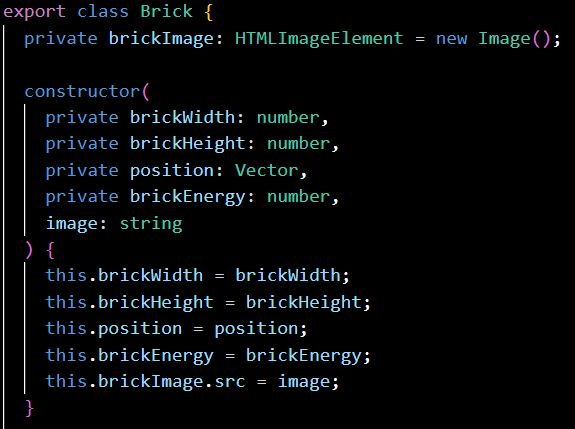 export class Brick {
private brickImage: HTMLImageElement = new Image();
constructor(
private brickWidth: number,
private brickHeight: number,
private position: Vector,
private brickEnergy: number,
image: string
) {
this.brickWidth = brickWidth;
this.brickHeight = brickHeight;
this.position = position;
this.brickEnergy = brickEnergy;
this.brickImage.src = image;
}